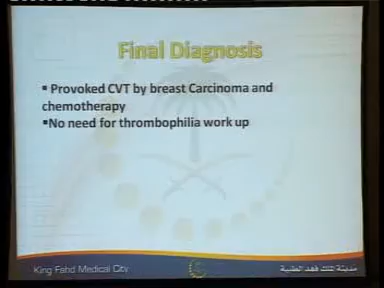 Final Diagnosis
▪ Provoked CVT by breast Carcinoma and
chemotherapy
▪No need for thrombophilia work up
King Fahd Medical City
مدينة الملك فهد الطبية